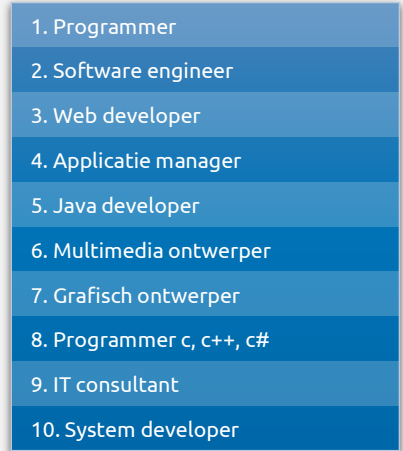 1. Programmer
2. Software engineer
3. Web developer
4. Applicatie manager
5. Java developer
6. Multimedia ontwerper
7. Grafisch ontwerper
8. Programmer c, c++, c#
9. IT consultant
10. System developer